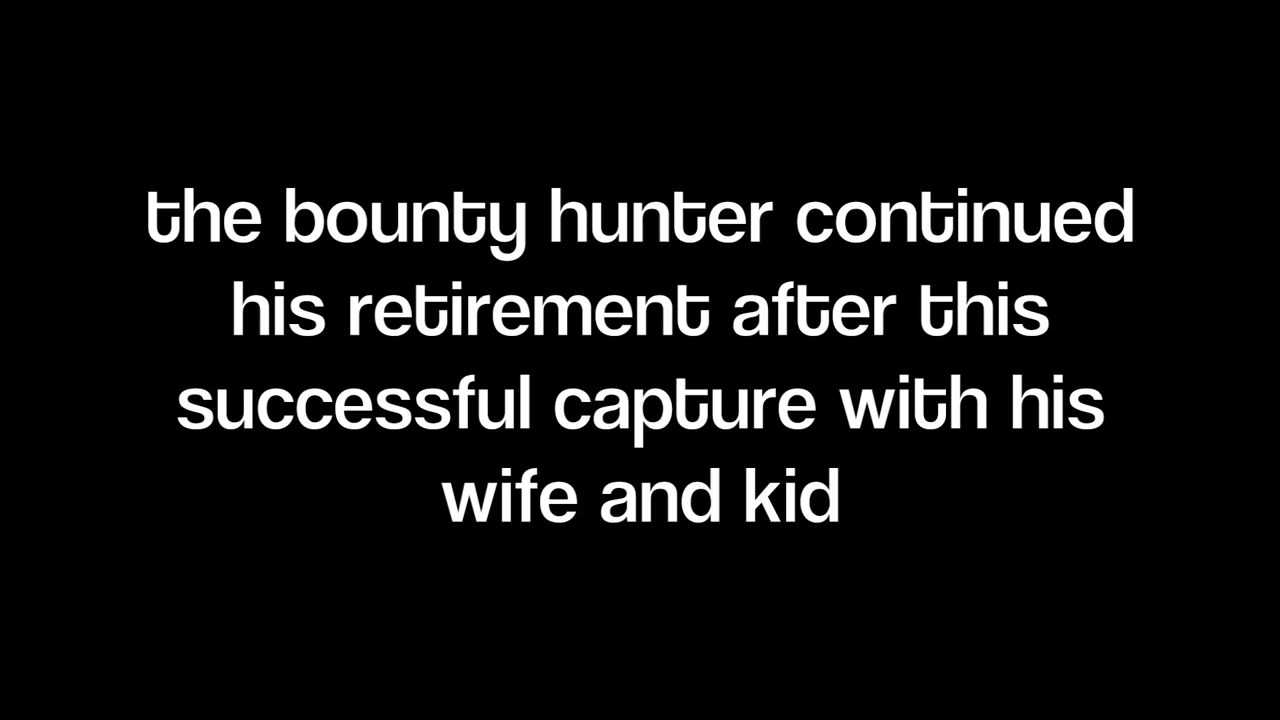 the bounty hunter continued
his retirement after this
successful capture with his
wife and kid